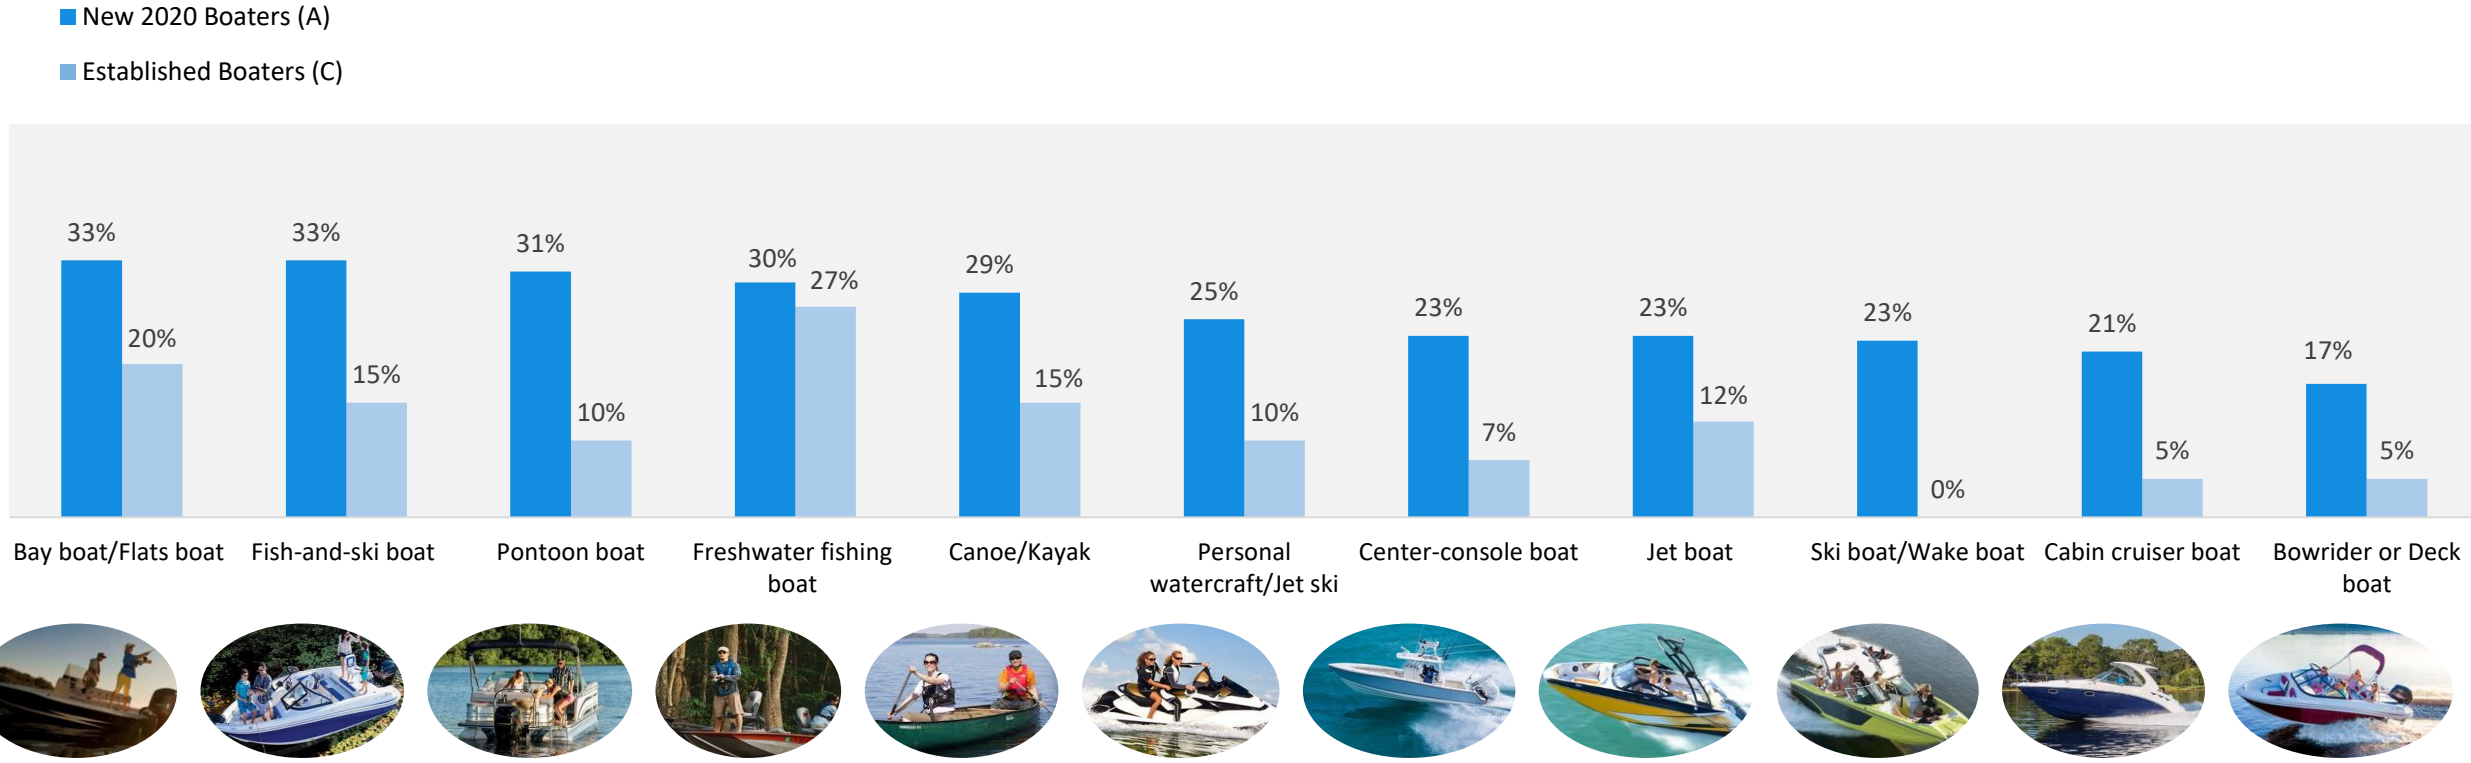 New 2020 Boaters (A)
Established Boaters (C)
33%
20%
33%
15%
31%
10%
30%
27%
29%
15%
25%
10%
23%
7%
23%
12%
23%
0%
21%
5%
17%
5%
Bay boat/Flats boat
Fish-and-ski boat
Pontoon boat
Freshwater fishing
boat
Canoe/Kayak
Personal
watercraft/Jet ski
Center-console boat
Jet boat
Ski boat/Wake boat
Cabin cruiser boat
Bowrider or Deck
boat